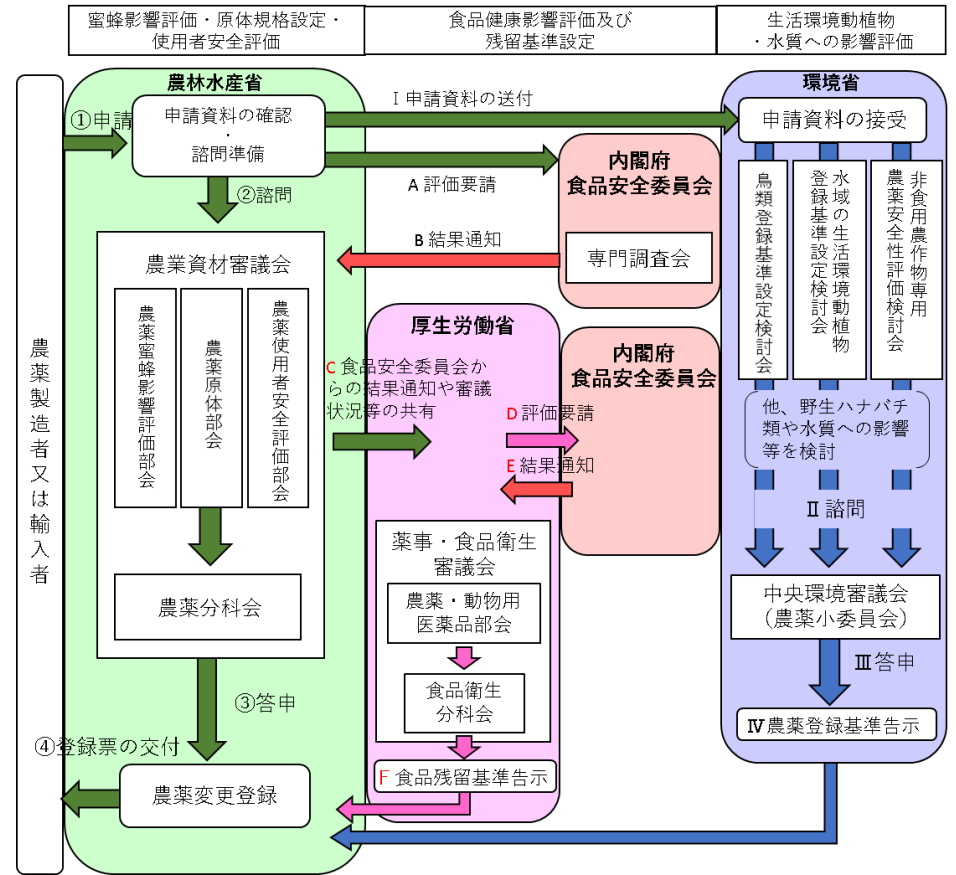 蜜蜂影響評価・原体規格設定・
使用者安全評価
食品健康影響評価及び
残留基準設定
生活環境動植物
・水質への影響評価
農薬製造者又は輸入者
農林水産省
①申請
申請資料の確認
・
諮問準備
②諮問
農業資材審議会
農薬蜜蜂影響評価部会
農薬原体部会
農薬使用者安全評価部会
農薬分科会
③答申
④登録票の交付
農薬変更登録
Ⅰ申請資料の送付
A 評価要請
B 結果通知
内閣府
食品安全委員会
専門調査会
厚生労働省
C 食品安全委員会か
らの結果通知や審議
状況等の共有
内閣府
食品安全委員会
D 評価要請
E 結果通知
薬事・食品衛生
審議会
農薬・動物用
医薬品部会
食品衛生
分科会
F 食品残留基準告示
環境省
申請資料の接受
鳥類登録基準設定検討会
水域の生活環境動植物
登録基準設定検討会
非食用農作物専用
農薬安全性評価検討会
他、野生ハナバチ
類や水質への影響
等を検討
Ⅱ諮問
中央環境審議会
（農薬小委員会）
Ⅲ答申
Ⅳ農薬登録基準告示